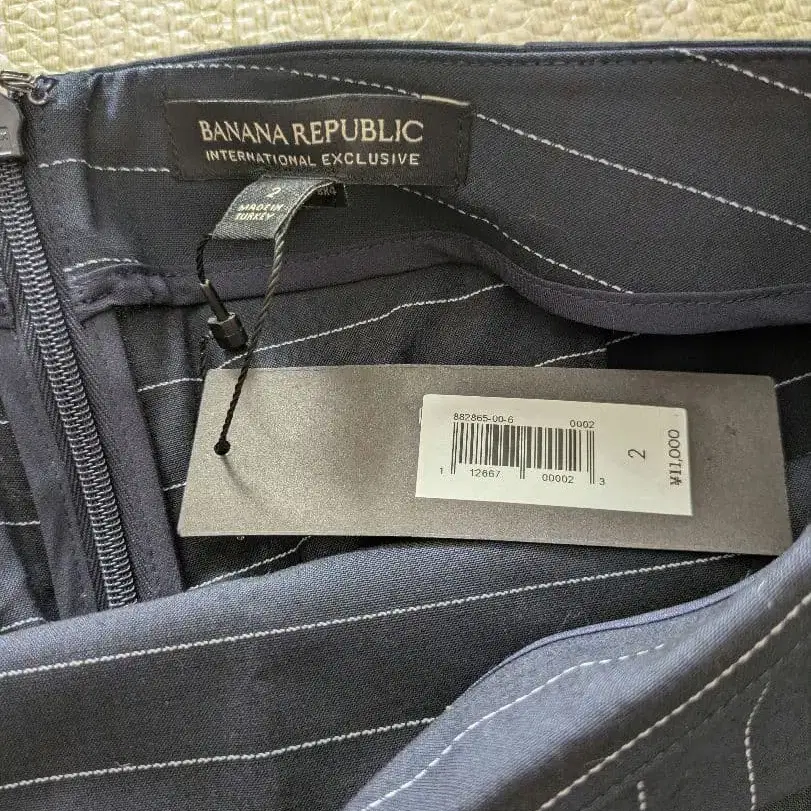 BANANA REPUBLIC
INTERNATIONAL EXCLUSIVE
2
MADE IN
TURKEY
882865-00-6 0002
1 12667 00002 3
2
¥11,000